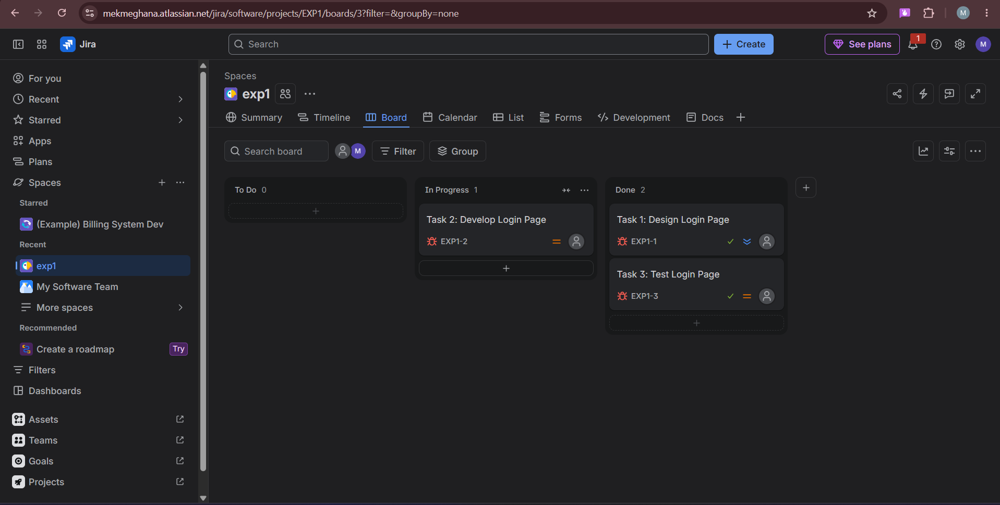 mekmeghana.atlassian.net/jira/software/projects/EXP1/boards/3?filter=&groupBy=none
M
Jira
Search
Create
See plans
1
M
For you
Recent
Starred
Apps
Plans
Spaces
Starred
(Example) Billing System Dev
Recent
exp1
My Software Team
More spaces
Recommended
Create a roadmap
Try
Filters
Dashboards
Assets
Teams
Goals
Projects
Spaces
exp1
Summary
Timeline
Board
Calendar
List
Forms
Development
Docs
Search board
M
Filter
Group
To Do 0
In Progress 1
Task 2: Develop Login Page
EXP1-2
Done 2
Task 1: Design Login Page
EXP1-1
Task 3: Test Login Page
EXP1-3